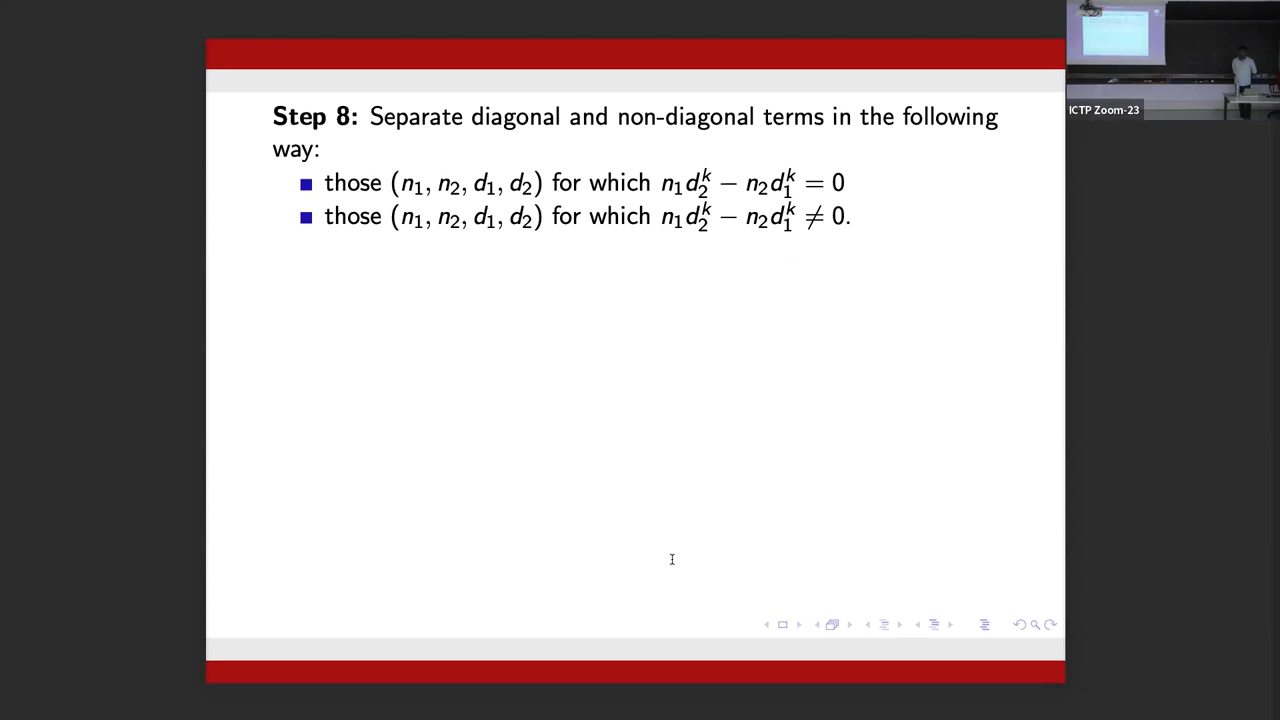 Step 8: Separate diagonal and non-diagonal terms in the following
way:
those (n₁, n₂, d₁, d₂) for which n₁d₂ᵏ − n₂d₁ᵏ = 0
those (n₁, n₂, d₁, d₂) for which n₁d₂ᵏ − n₂d₁ᵏ ≠ 0.
ICTP Zoom-23